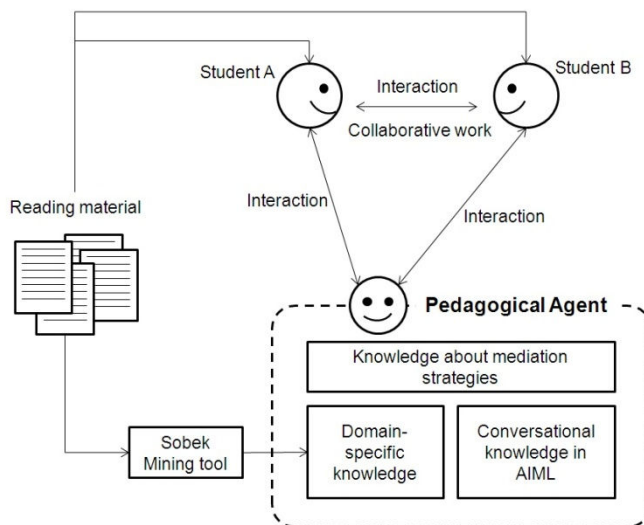 Student A
Student B
Interaction
Collaborative work
Reading material
Interaction
Interaction
Pedagogical Agent
Knowledge about mediation
strategies
Sobek
Mining tool
Domain-
specific
knowledge
Conversational
knowledge in
AIML